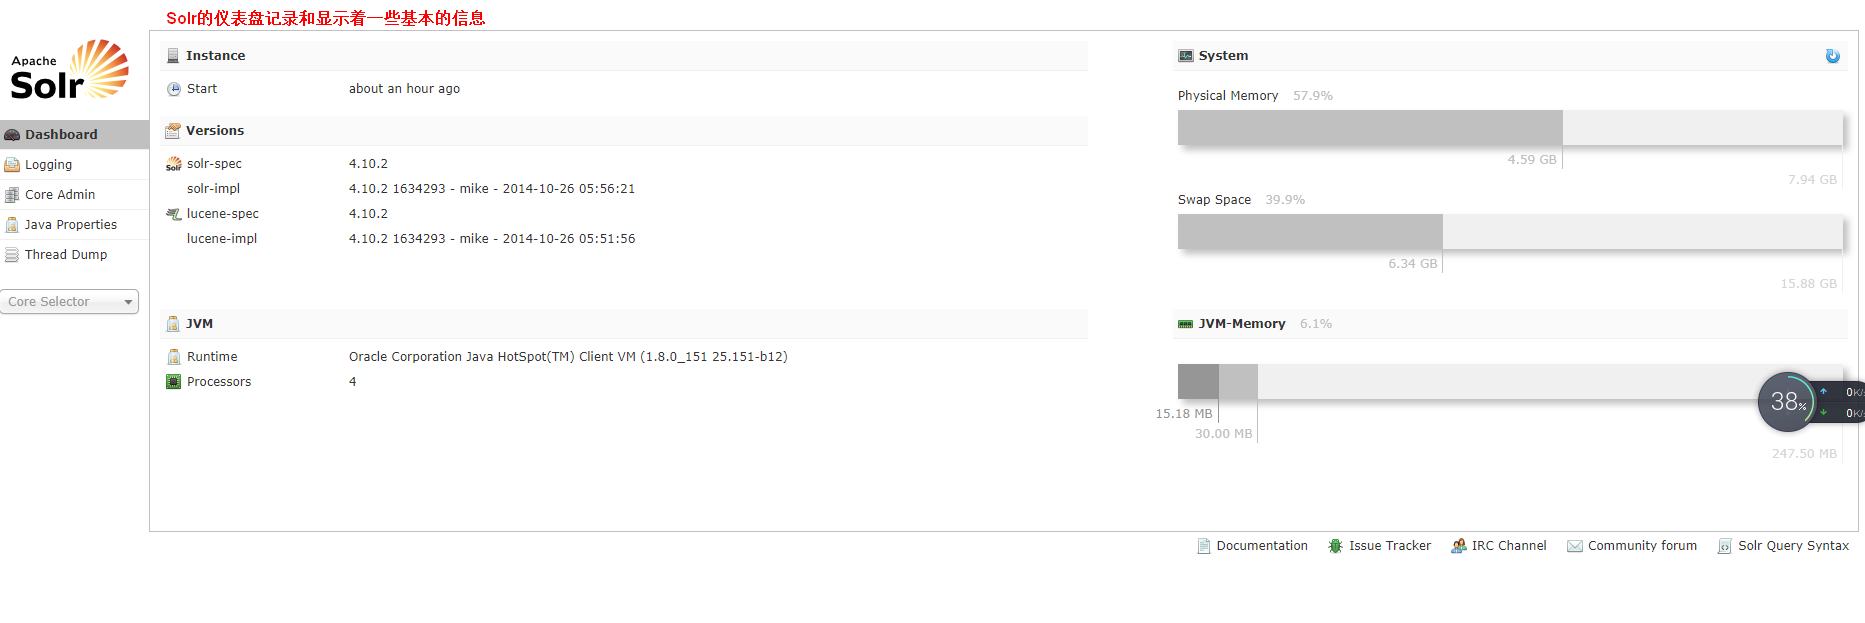 Solr的仪表盘记录和显示着一些基本的信息
Apache
Solr
Dashboard
Logging
Core Admin
Java Properties
Thread Dump
Core Selector
Instance
Start about an hour ago
Versions
solr-spec 4.10.2
solr-impl 4.10.2 1634293 - mike - 2014-10-26 05:56:21
lucene-spec 4.10.2
lucene-impl 4.10.2 1634293 - mike - 2014-10-26 05:51:56
JVM
Runtime Oracle Corporation Java HotSpot(TM) Client VM (1.8.0_151 25.151-b12)
Processors 4
System
Physical Memory 57.9%
4.59 GB
7.94 GB
Swap Space 39.9%
6.34 GB
15.88 GB
JVM-Memory 6.1%
15.18 MB
30.00 MB
247.50 MB
38%
0K/
0K/
Documentation Issue Tracker IRC Channel Community forum Solr Query Syntax